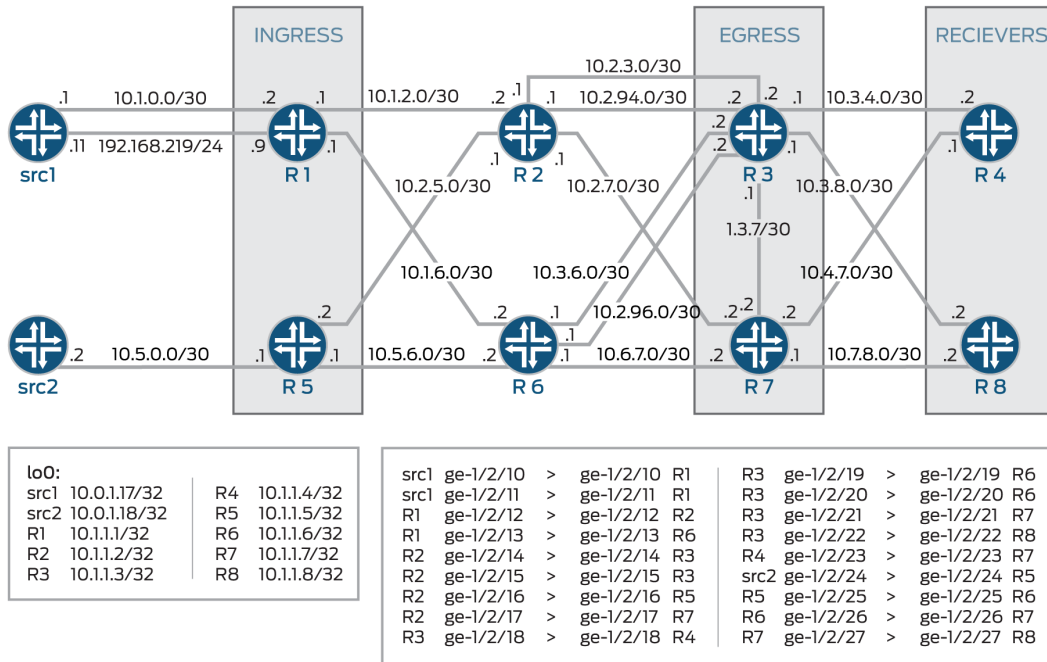 INGRESS
EGRESS
RECIEVERS
10.2.3.0/30
.1 10.1.0.0/30 .2 .1 10.1.2.0/30 .2 .1 .1 10.2.94.0/30 .2 .2 .1 10.3.4.0/30 .2
.11 192.168.219/24 .9 .1 .1 .1 .2 .2 .1 .1
src1 R 1 R 2 R 3 R 4
10.2.5.0/30 10.2.7.0/30 .1 10.3.8.0/30
1.3.7/30
10.1.6.0/30 10.3.6.0/30 10.4.7.0/30
10.2.96.0/30
.2 .2 .1 .1 .2 .2 .2 .2
.2 10.5.0.0/30 .1 .1 10.5.6.0/30 .2 .1 10.6.7.0/30 .2 .1 10.7.8.0/30 .2
src2 R 5 R 6 R 7 R 8
lo0:
src1 10.0.1.17/32 R4 10.1.1.4/32
src2 10.0.1.18/32 R5 10.1.1.5/32
R1 10.1.1.1/32 R6 10.1.1.6/32
R2 10.1.1.2/32 R7 10.1.1.7/32
R3 10.1.1.3/32 R8 10.1.1.8/32
src1 ge-1/2/10 > ge-1/2/10 R1 R3 ge-1/2/19 > ge-1/2/19 R6
src1 ge-1/2/11 > ge-1/2/11 R1 R3 ge-1/2/20 > ge-1/2/20 R6
R1 ge-1/2/12 > ge-1/2/12 R2 R3 ge-1/2/21 > ge-1/2/21 R7
R1 ge-1/2/13 > ge-1/2/13 R6 R3 ge-1/2/22 > ge-1/2/22 R8
R2 ge-1/2/14 > ge-1/2/14 R3 R4 ge-1/2/23 > ge-1/2/23 R7
R2 ge-1/2/15 > ge-1/2/15 R3 src2 ge-1/2/24 > ge-1/2/24 R5
R2 ge-1/2/16 > ge-1/2/16 R5 R5 ge-1/2/25 > ge-1/2/25 R6
R2 ge-1/2/17 > ge-1/2/17 R7 R6 ge-1/2/26 > ge-1/2/26 R7
R3 ge-1/2/18 > ge-1/2/18 R4 R7 ge-1/2/27 > ge-1/2/27 R8